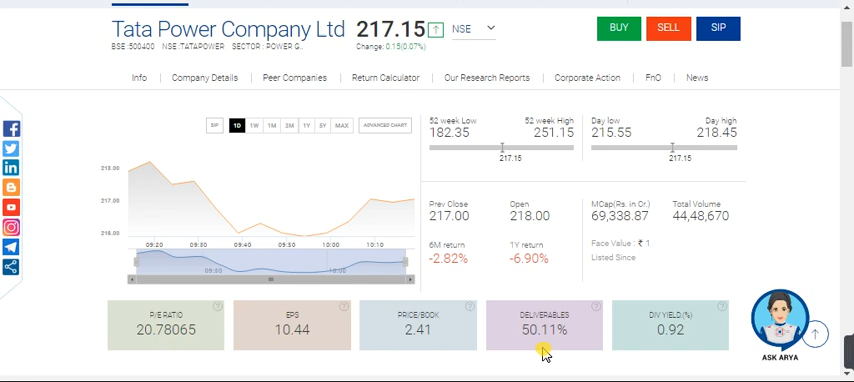 Tata Power Company Ltd 217.15 NSE
BSE :500400 NSE :TATAPOWER SECTOR : POWER G..
Change: 0.15(0.07%)
BUY SELL SIP
Info Company Details Peer Companies Return Calculator Our Research Reports Corporate Action FnO News
SIP 1D 1W 1M 3M 1Y 5Y MAX ADVANCED CHART
218.00
217.00
218.00
09:20 09:30 09:40 09:50 10:00 10:10
09:30 10:00
52 week Low 52 week High
182.35 251.15
217.15
Day low Day high
215.55 218.45
217.15
Prev Close Open
217.00 218.00
6M return 1Y return
-2.82% -6.90%
MCap(Rs. in Cr.) Total Volume
69,338.87 44,48,670
Face Value : ₹ 1
Listed Since
P/E RATIO
20.78065
EPS
10.44
PRICE/BOOK
2.41
DELIVERABLES
50.11%
DIV YIELD.(%)
0.92
ASK ARYA